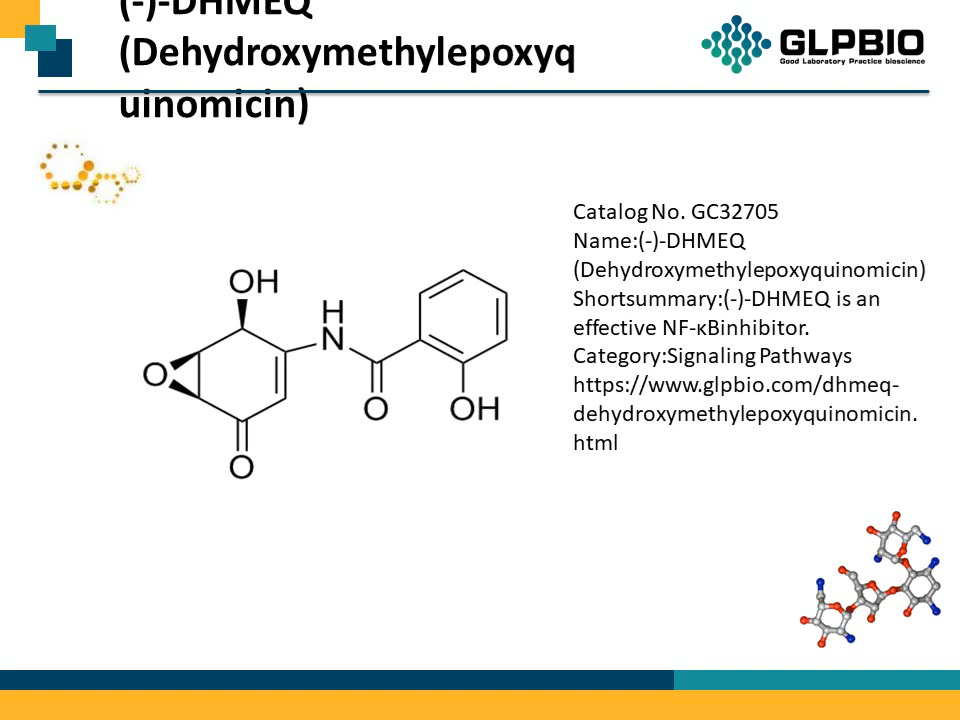 (-)-DHMEQ
(Dehydroxymethylepoxyq
uinomicin)
GLPBIO
Good Laboratory Practice bioscience
Catalog No. GC32705
Name:(-)-DHMEQ
(Dehydroxymethylepoxyquinomicin)
Shortsummary:(-)-DHMEQ is an
effective NF-κBinhibitor.
Category:Signaling Pathways
https://www.glpbio.com/dhmeq-
dehydroxymethylepoxyquinomicin.
html
OH
H
N
O
O
OH
O